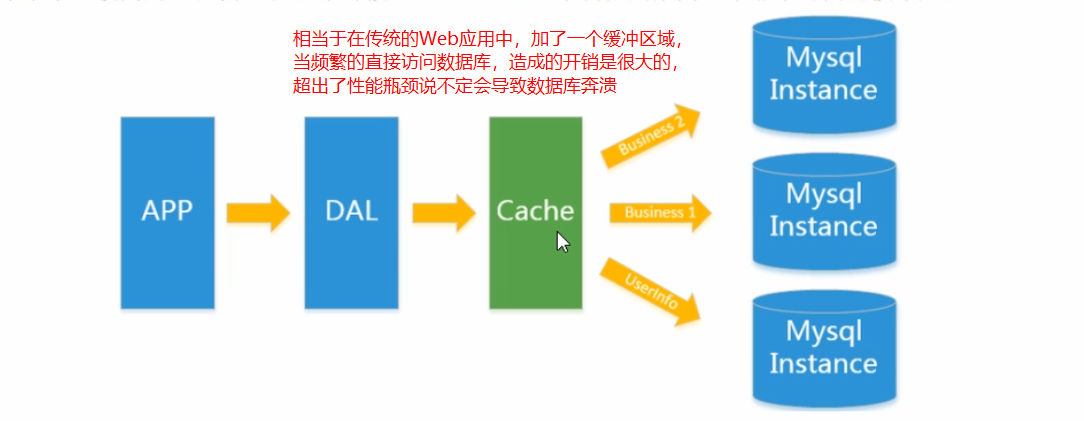 相当于在传统的Web应用中，加了一个缓冲区域，
当频繁的直接访问数据库，造成的开销是很大的，
超出了性能瓶颈说不定会导致数据库奔溃
APP
DAL
Cache
Business 2
Business 1
UserInfo
Mysql
Instance
Mysql
Instance
Mysql
Instance